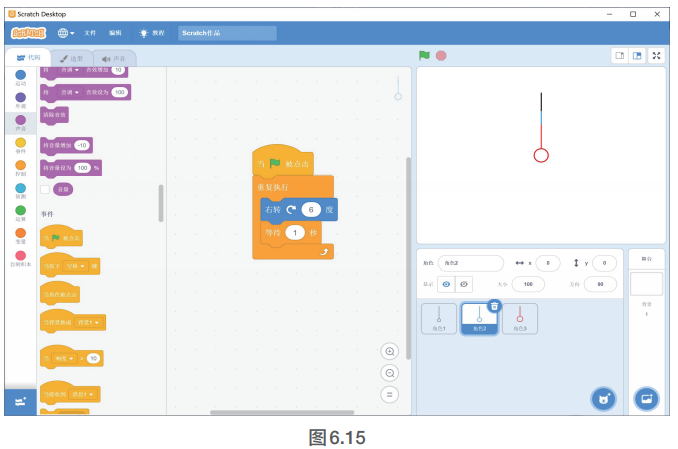 Scratch Desktop
文件 编辑 教程 Scratch作品
代码 造型 声音
运动
外观
声音
事件
控制
侦测
运算
变量
自制积木
将 音调 音效增加 10
将 音调 音效设为 100
清除音效
将音量增加 -10
将音量设为 100 %
音量
事件
当 被点击
当按下 空格 键
当角色被点击
当背景换成 背景1
当 响度 > 10
当接收到 消息1
当 被点击
重复执行
右转 6 度
等待 1 秒
角色 角色2 x 0 y 0
显示 大小 100 方向 90
角色1 角色2 角色3
舞台
背景
1
图6.15